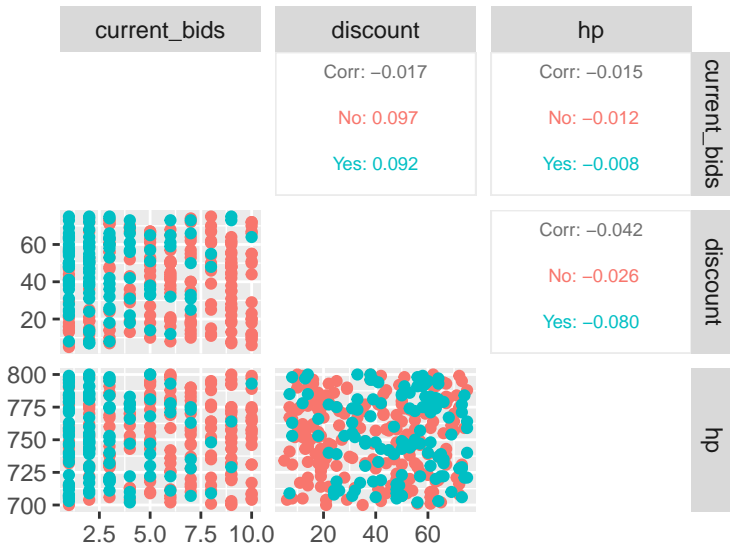 current_bids discount hp
Corr: −0.017 Corr: −0.015
No: 0.097 No: −0.012
Yes: 0.092 Yes: −0.008
current_bids
Corr: −0.042
No: −0.026
Yes: −0.080
discount
60
40
20
hp
800
775
750
725
700
2.5 5.0 7.5 10.0 20 40 60